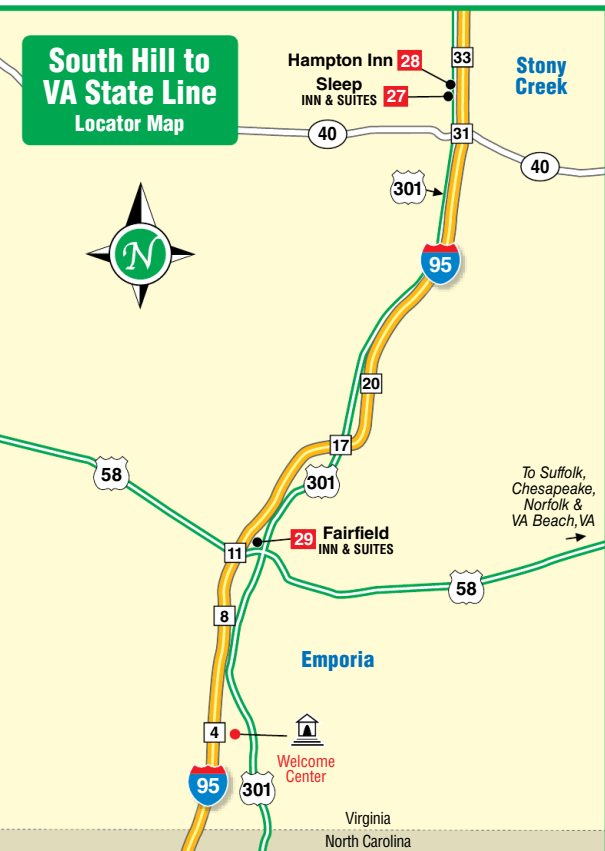 South Hill to
VA State Line
Locator Map
Hampton Inn 28
Sleep
INN & SUITES 27
33
Stony
Creek
40
31
40
301
N
95
20
17
58
301
To Suffolk,
Chesapeake,
Norfolk &
VA Beach,VA
29 Fairfield
INN & SUITES
11
58
8
Emporia
4
Welcome
Center
95
301
Virginia
North Carolina